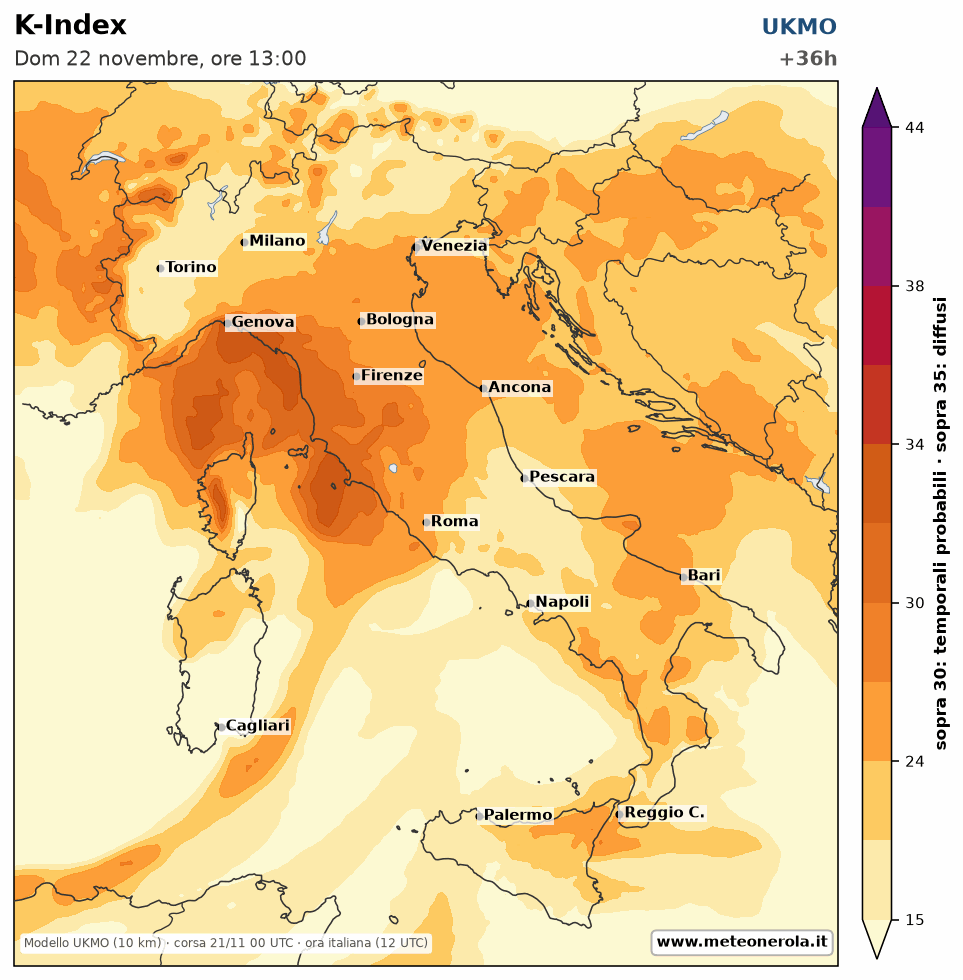 K-Index
UKMO
Dom 22 novembre, ore 13:00
+36h
44
Milano
Venezia
Torino
38
Genova
Bologna
Firenze
Ancona
34
Pescara
Roma
Bari
30
Napoli
Cagliari
24
Palermo
Reggio C.
15
sopra 30: temporali probabili · sopra 35: diffusi
Modello UKMO (10 km) · corsa 21/11 00 UTC · ora italiana (12 UTC)
www.meteonerola.it